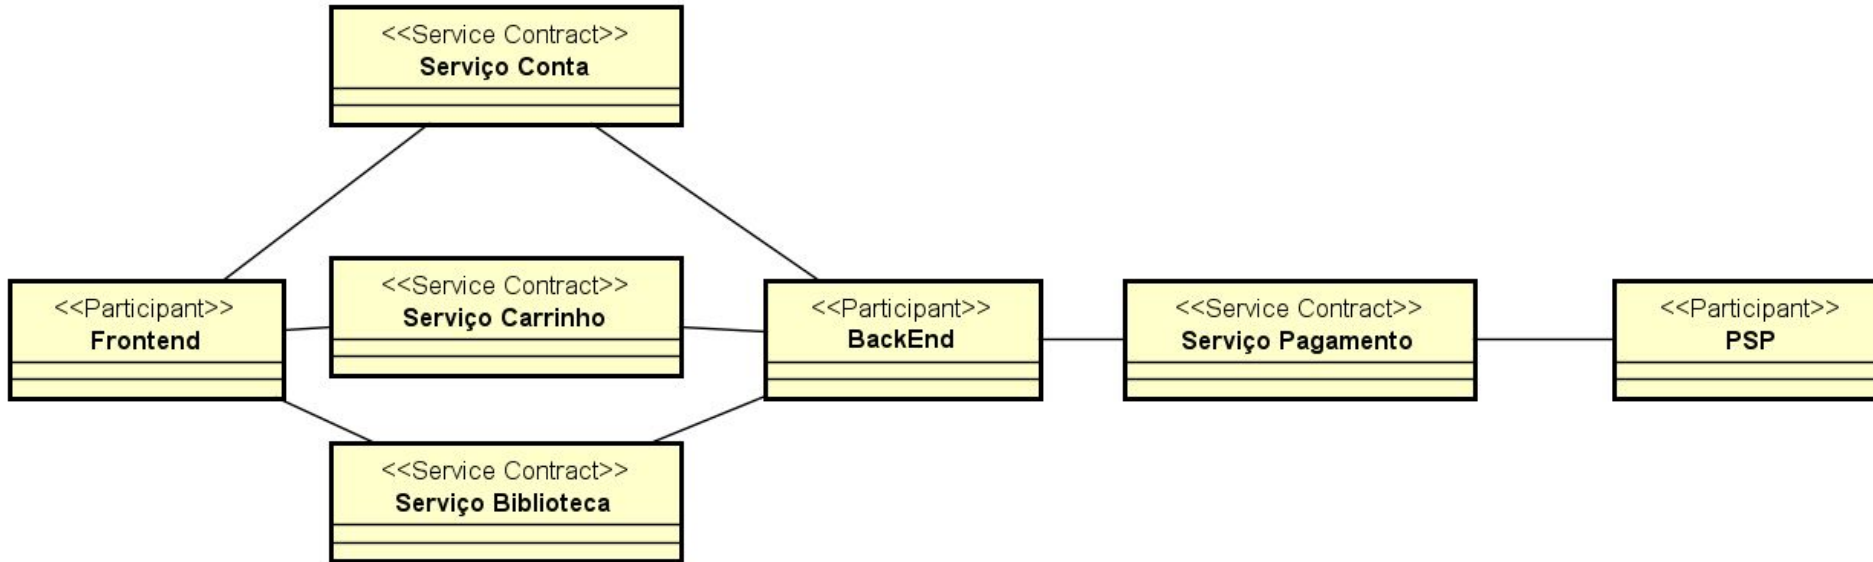 <<Service Contract>>
Serviço Conta
<<Participant>>
Frontend
<<Service Contract>>
Serviço Carrinho
<<Participant>>
BackEnd
<<Service Contract>>
Serviço Pagamento
<<Participant>>
PSP
<<Service Contract>>
Serviço Biblioteca